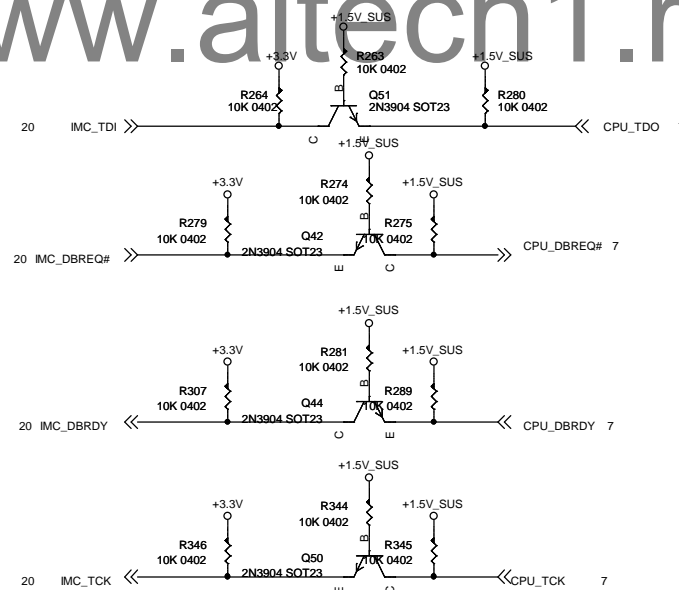 ww.altech1.r
+1.5V_SUS
+3.3V
R263
10K 0402
+1.5V_SUS
R264
10K 0402
B
Q51
2N3904 SOT23
R280
10K 0402
20 IMC_TDI
C
E
CPU_TDO
+1.5V_SUS
+3.3V
R274
10K 0402
+1.5V_SUS
R279
10K 0402
B
Q42
2N3904 SOT23
R275
10K 0402
20 IMC_DBREQ#
E
C
CPU_DBREQ# 7
+1.5V_SUS
+3.3V
R281
10K 0402
+1.5V_SUS
R307
10K 0402
B
Q44
2N3904 SOT23
R289
10K 0402
20 IMC_DBRDY
C
E
CPU_DBRDY 7
+1.5V_SUS
+3.3V
R344
10K 0402
+1.5V_SUS
R346
10K 0402
B
Q50
2N3904 SOT23
R345
10K 0402
20 IMC_TCK
E
C
CPU_TCK 7